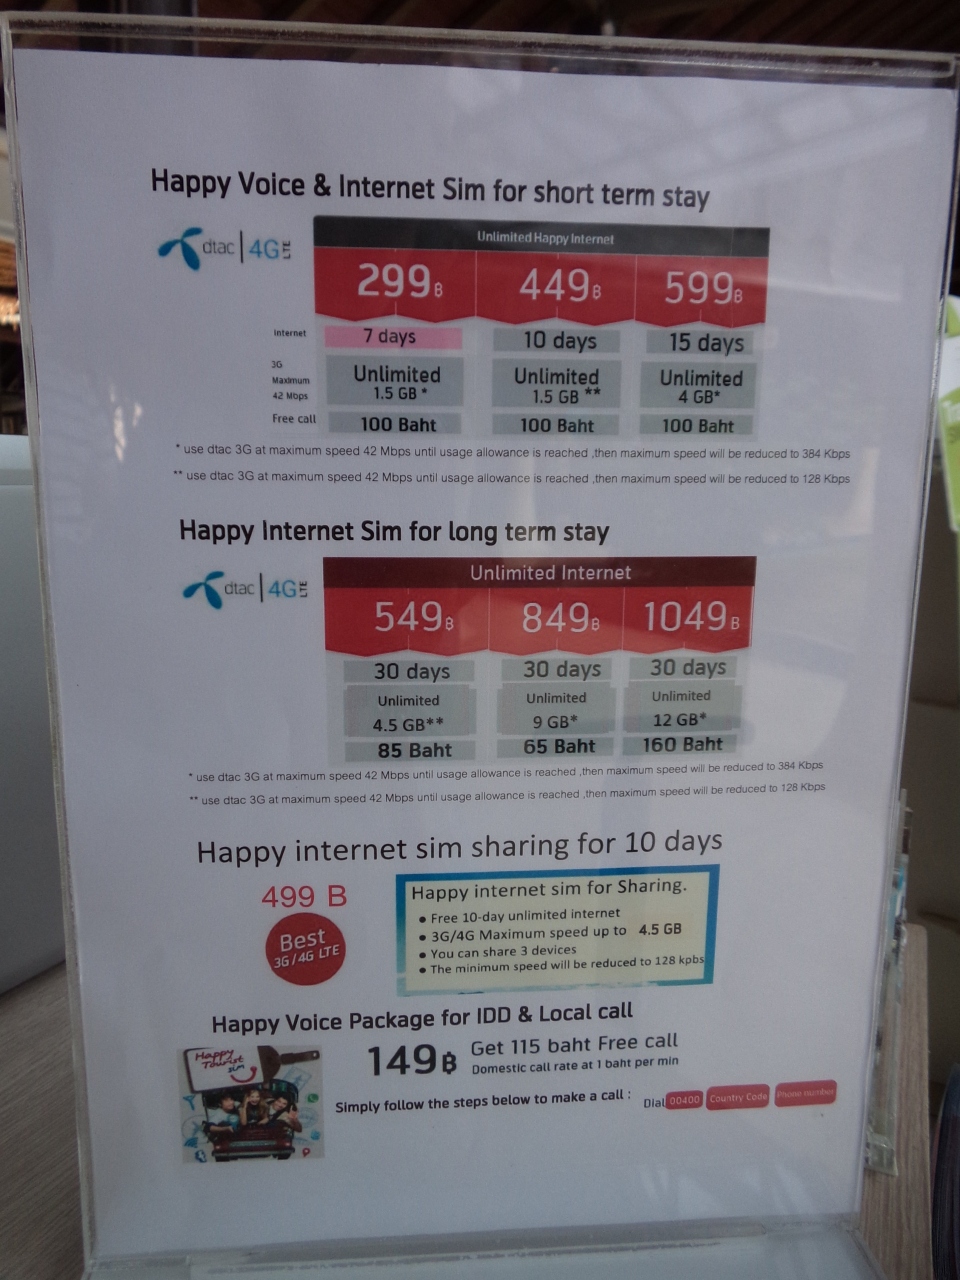 Happy Voice & Internet Sim for short term stay
dtac | 4G LTE
Unlimited Happy Internet
299฿ 449฿ 599฿
Internet 7 days 10 days 15 days
3G Maximum 42 Mbps Unlimited 1.5 GB * Unlimited 1.5 GB ** Unlimited 4 GB*
Free call 100 Baht 100 Baht 100 Baht
* use dtac 3G at maximum speed 42 Mbps until usage allowance is reached ,then maximum speed will be reduced to 384 Kbps
** use dtac 3G at maximum speed 42 Mbps until usage allowance is reached ,then maximum speed will be reduced to 128 Kbps
Happy Internet Sim for long term stay
dtac | 4G LTE
Unlimited Internet
549฿ 849฿ 1049฿
30 days 30 days 30 days
Unlimited Unlimited Unlimited
4.5 GB** 9 GB* 12 GB*
85 Baht 65 Baht 160 Baht
* use dtac 3G at maximum speed 42 Mbps until usage allowance is reached ,then maximum speed will be reduced to 384 Kbps
** use dtac 3G at maximum speed 42 Mbps until usage allowance is reached ,then maximum speed will be reduced to 128 Kbps
Happy internet sim sharing for 10 days
499 B
Best
3G/4G LTE
Happy internet sim for Sharing.
• Free 10-day unlimited internet
• 3G/4G Maximum speed up to 4.5 GB
• You can share 3 devices
• The minimum speed will be reduced to 128 kpbs
Happy Voice Package for IDD & Local call
Happy
Tourist
sim
149฿ Get 115 baht Free call
Domestic call rate at 1 baht per min
Simply follow the steps below to make a call : Dial 00400 Country Code Phone number